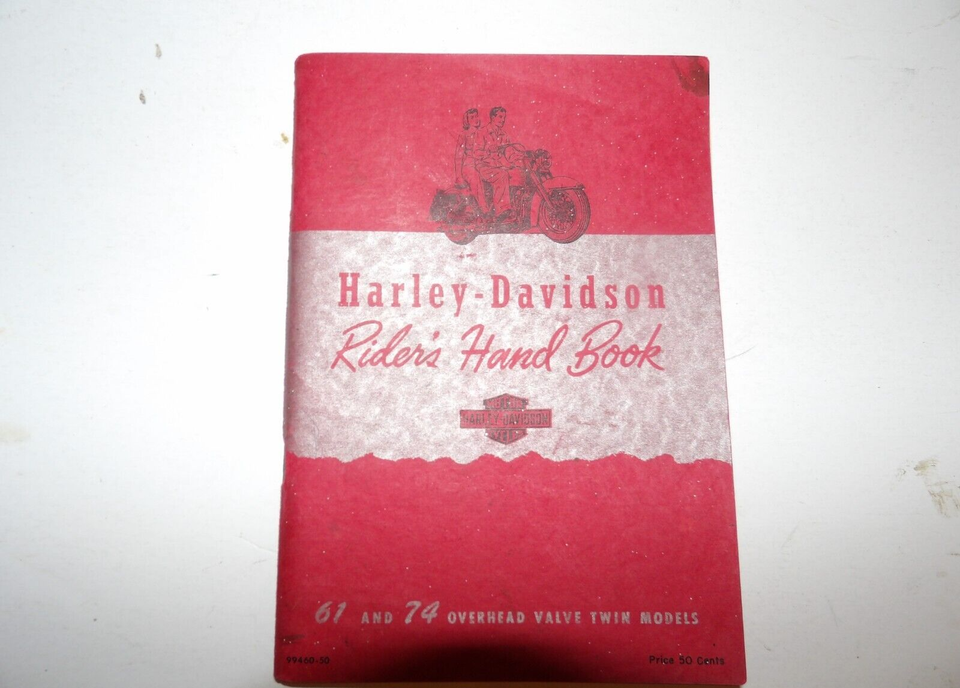 Harley-Davidson
Rider's Hand Book
HARLEY-DAVIDSON
61 AND 74 OVERHEAD VALVE TWIN MODELS
99460-50
Price 50 Cents